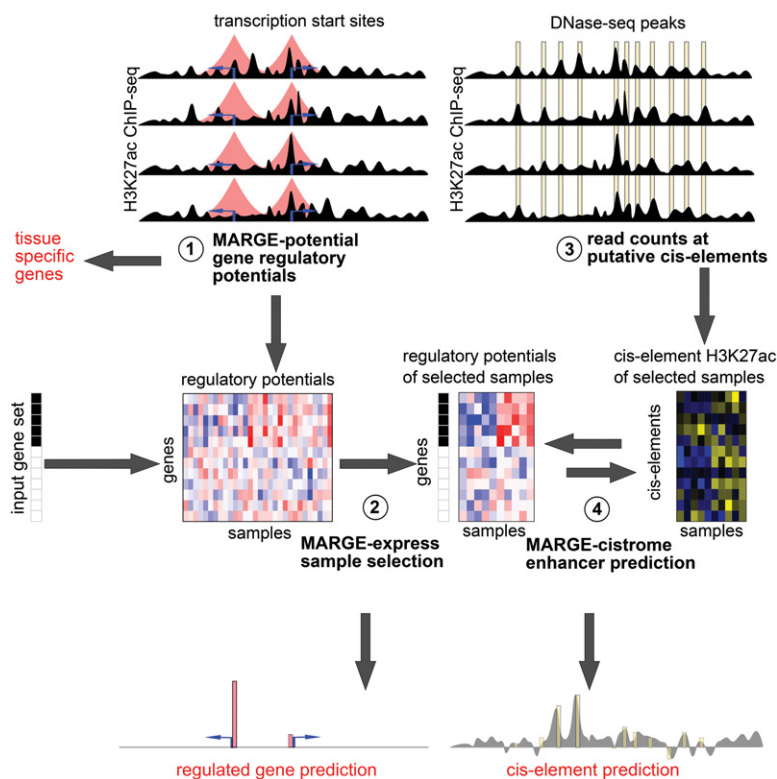 transcription start sites
H3K27ac ChIP-seq
1 MARGE-potential
gene regulatory
potentials
tissue
specific
genes
DNase-seq peaks
H3K27ac ChIP-seq
3 read counts at
putative cis-elements
input gene set
regulatory potentials
genes
samples
2
MARGE-express
sample selection
regulatory potentials
of selected samples
genes
cis-element H3K27ac
of selected samples
cis-elements
samples
4
MARGE-cistrome
enhancer prediction
regulated gene prediction
cis-element prediction